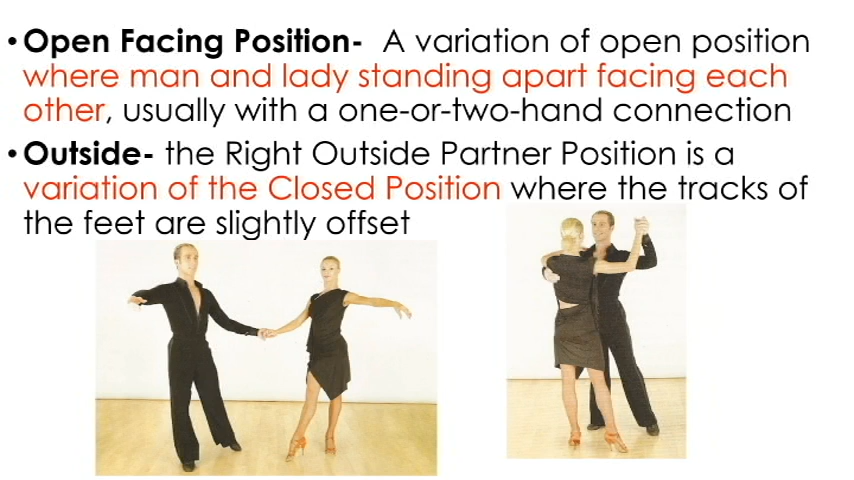 • Open Facing Position-  A variation of open position
where man and lady standing apart facing each
other, usually with a one-or-two-hand connection
• Outside- the Right Outside Partner Position is a
variation of the Closed Position where the tracks of
the feet are slightly offset